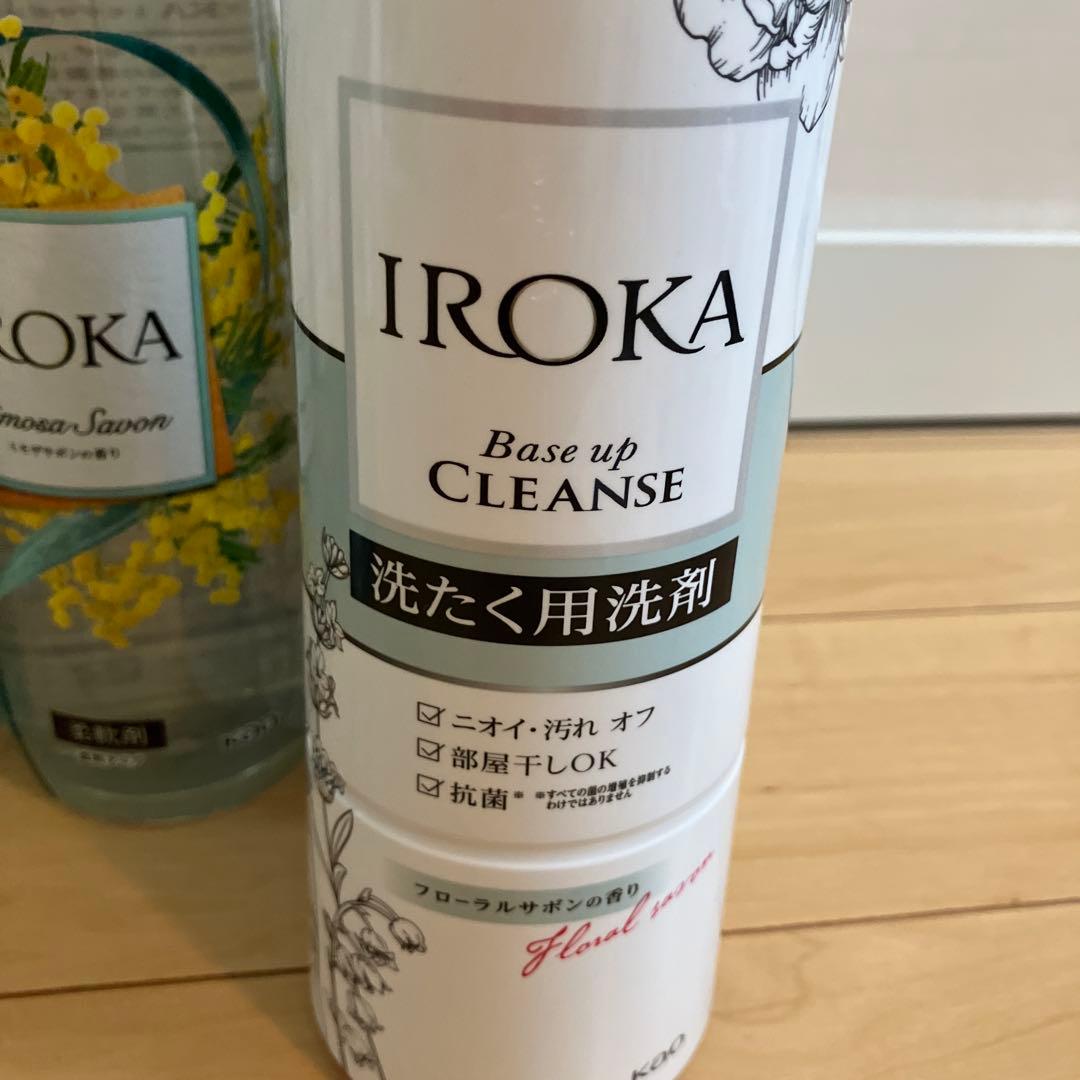 IROKA
Base up
CLEANSE
洗たく用洗剤
ニオイ・汚れ オフ
部屋干しOK
抗菌※ ※すべての菌の増殖を抑制する
わけではありません
フローラルサボンの香り
Floral savon
Kao
ROKA
mosa Savon
ミモザサボンの香り
柔軟剤